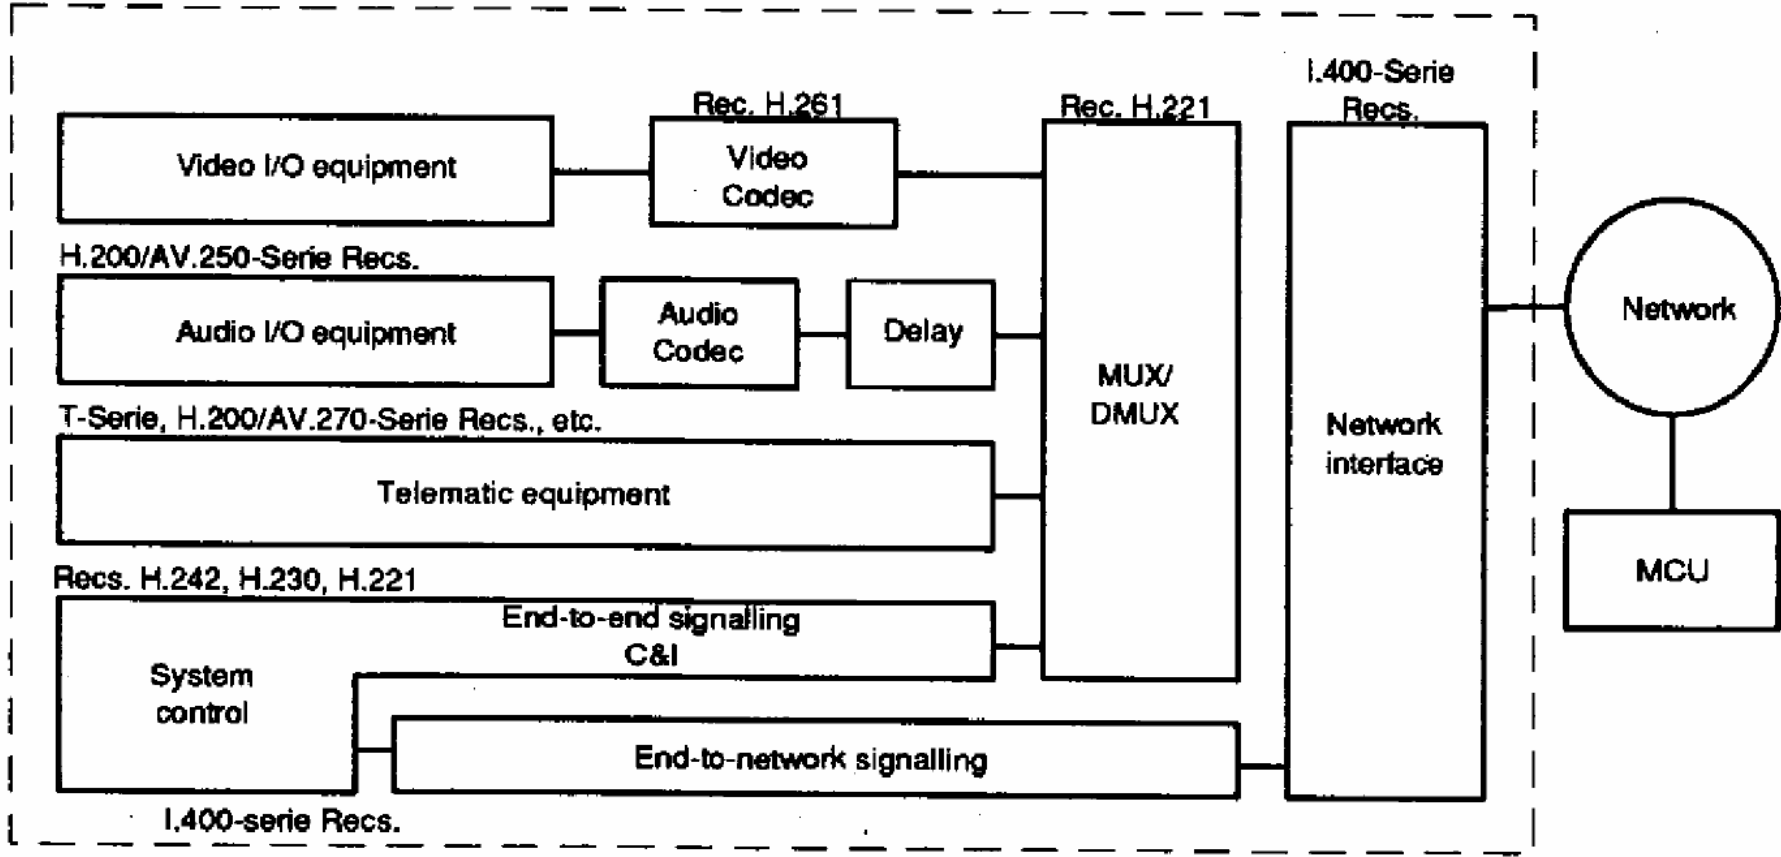 I.400-Serie
Recs.
Rec. H.261
Rec. H.221
Video I/O equipment
Video
Codec
H.200/AV.250-Serie Recs.
Audio I/O equipment
Audio
Codec
Delay
MUX/
DMUX
Network
interface
Network
T-Serie, H.200/AV.270-Serie Recs., etc.
Telematic equipment
MCU
Recs. H.242, H.230, H.221
End-to-end signalling
C&I
System
control
End-to-network signalling
I.400-serie Recs.